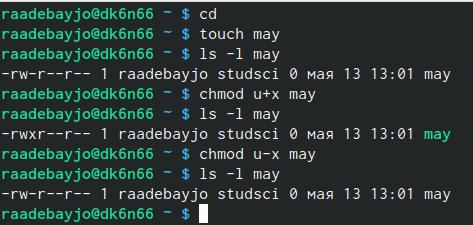 raadebayjo@dk6n66 ~ $ cd
raadebayjo@dk6n66 ~ $ touch may
raadebayjo@dk6n66 ~ $ ls -l may
-rw-r--r-- 1 raadebayjo studsci 0 мая 13 13:01 may
raadebayjo@dk6n66 ~ $ chmod u+x may
raadebayjo@dk6n66 ~ $ ls -l may
-rwxr--r-- 1 raadebayjo studsci 0 мая 13 13:01 may
raadebayjo@dk6n66 ~ $ chmod u-x may
raadebayjo@dk6n66 ~ $ ls -l may
-rw-r--r-- 1 raadebayjo studsci 0 мая 13 13:01 may
raadebayjo@dk6n66 ~ $